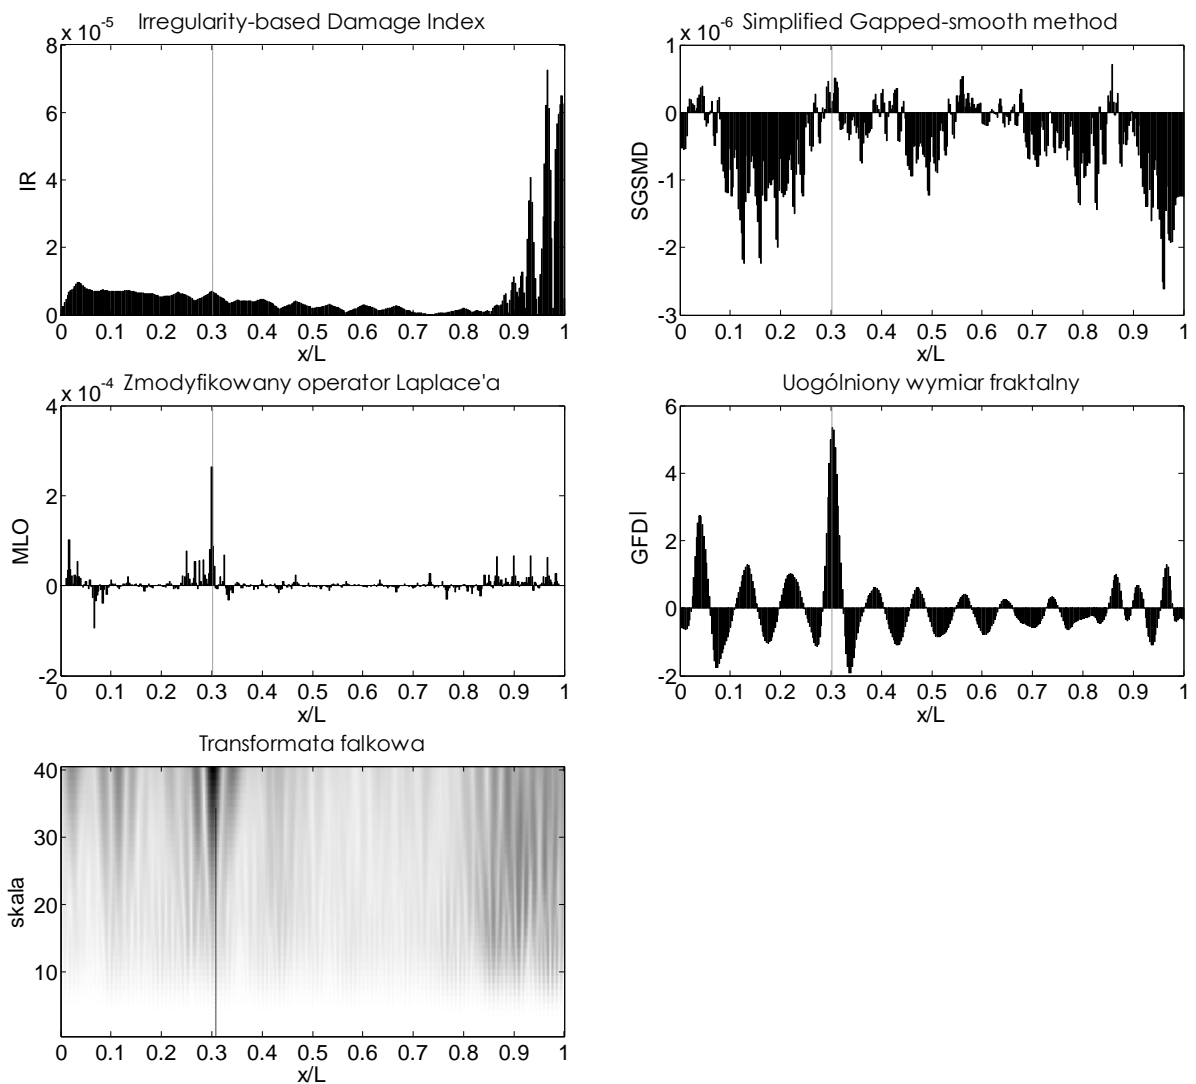 Irregularity-based Damage Index
x 10-5
8
6
4
2
0
IR
0 0.1 0.2 0.3 0.4 0.5 0.6 0.7 0.8 0.9 1
x/L
Simplified Gapped-smooth method
x 10-6
1
0
-1
-2
-3
SGSMD
0 0.1 0.2 0.3 0.4 0.5 0.6 0.7 0.8 0.9 1
x/L
Zmodyfikowany operator Laplace'a
x 10-4
4
2
0
-2
MLO
0 0.1 0.2 0.3 0.4 0.5 0.6 0.7 0.8 0.9 1
x/L
Uogólniony wymiar fraktalny
6
4
2
0
-2
GFDI
0 0.1 0.2 0.3 0.4 0.5 0.6 0.7 0.8 0.9 1
x/L
Transformata falkowa
40
30
20
10
skala
0 0.1 0.2 0.3 0.4 0.5 0.6 0.7 0.8 0.9 1
x/L